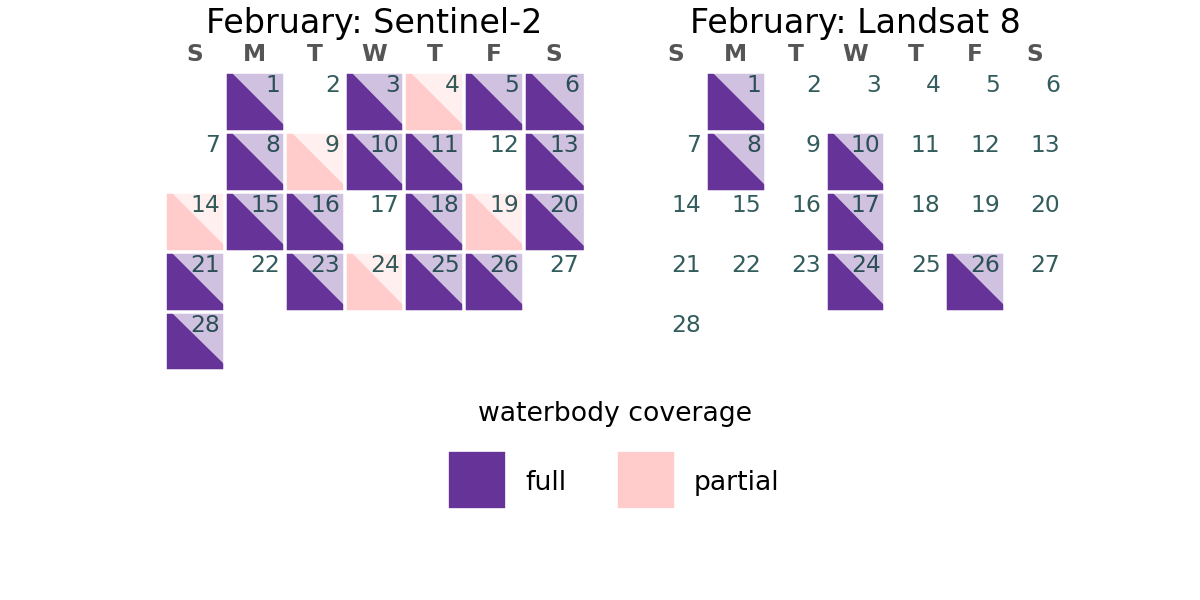 February: Sentinel-2
S M T W T F S
1 2 3 4 5 6
7 8 9 10 11 12 13
14 15 16 17 18 19 20
21 22 23 24 25 26 27
28
February: Landsat 8
S M T W T F S
1 2 3 4 5 6
7 8 9 10 11 12 13
14 15 16 17 18 19 20
21 22 23 24 25 26 27
28
waterbody coverage
full
partial